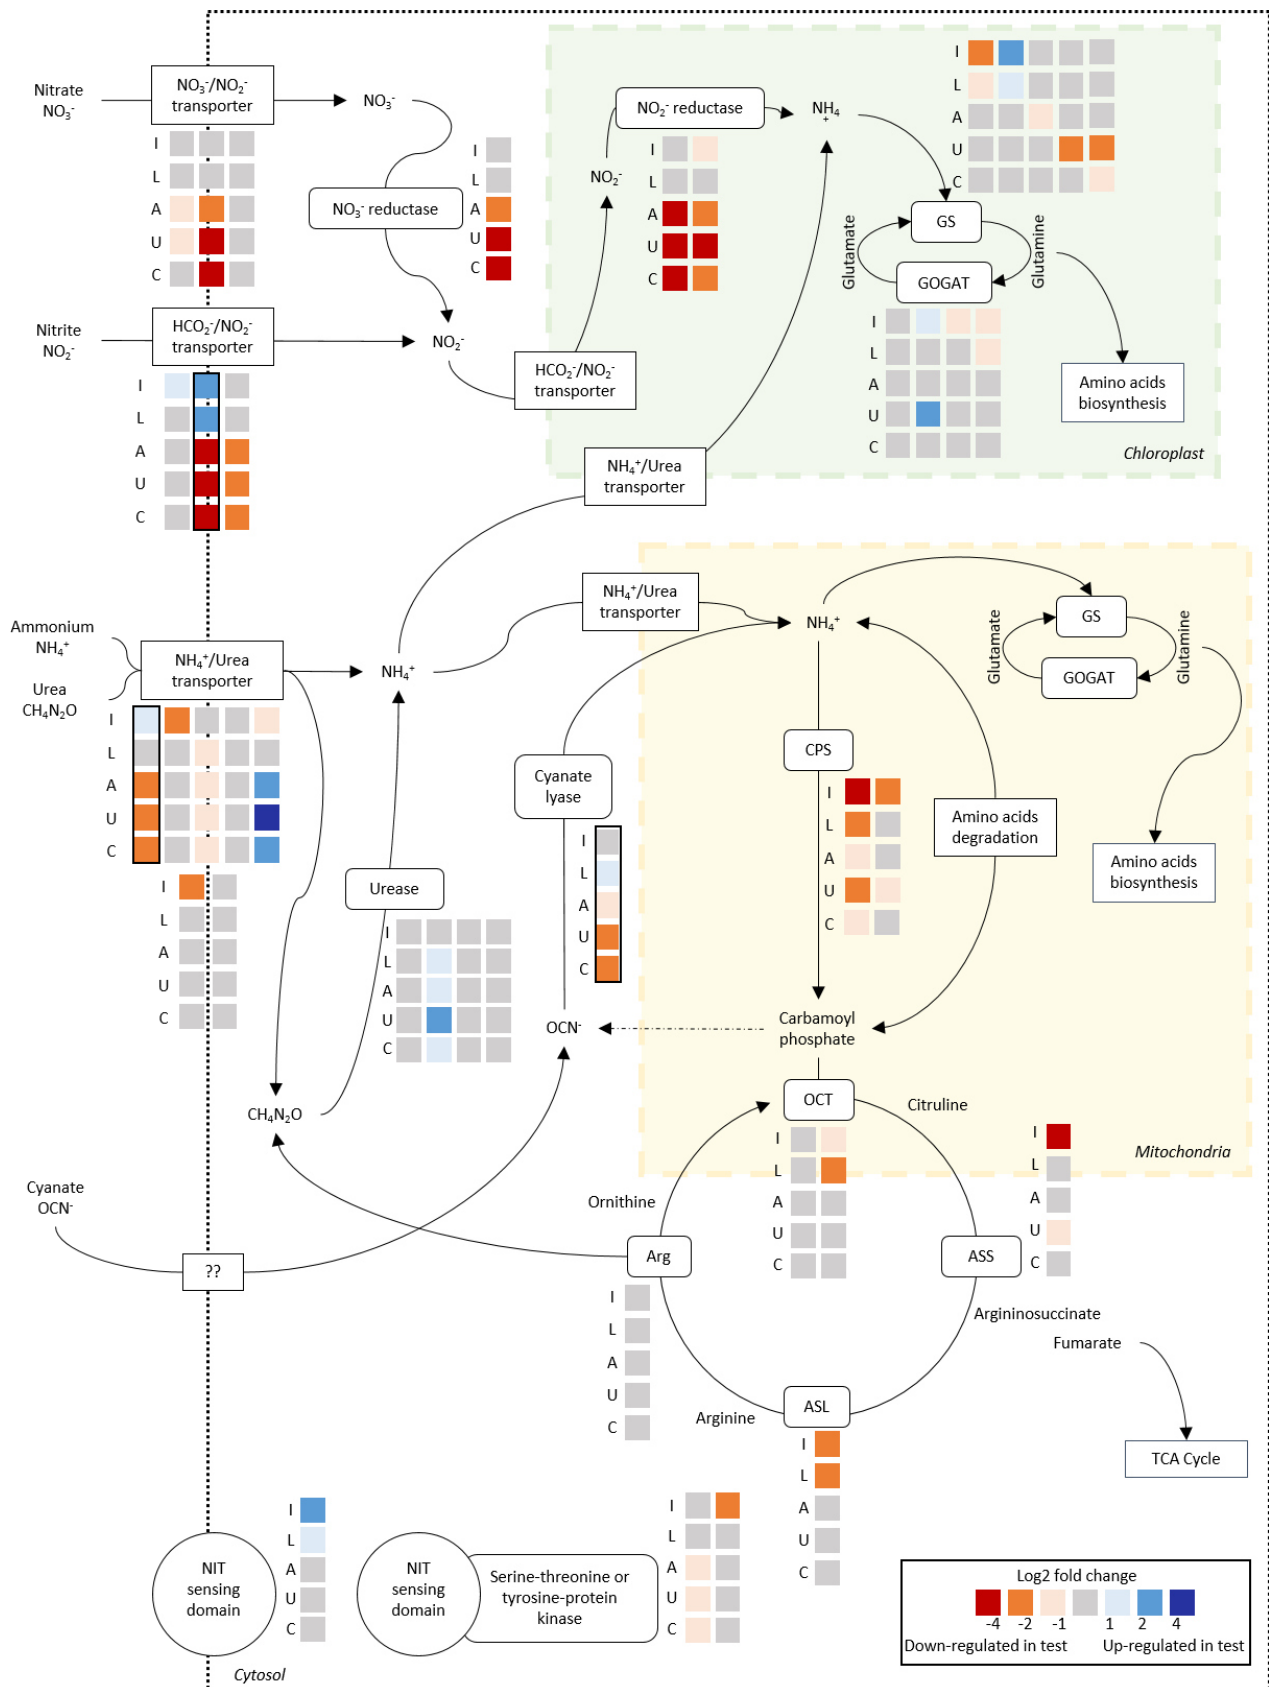 Nitrate
NO₃⁻
NO₃⁻/NO₂⁻
transporter
NO₃⁻
I
L
A
U
C
NO₃⁻ reductase
I
L
A
U
C
NO₂⁻ reductase
NO₂⁻
I
L
A
U
C
NH₄
+
I
L
A
U
C
GS
GOGAT
Glutamate
Glutamine
I
L
A
U
C
Amino acids
biosynthesis
Chloroplast
Nitrite
NO₂⁻
HCO₂⁻/NO₂⁻
transporter
NO₂⁻
I
L
A
U
C
HCO₂⁻/NO₂⁻
transporter
NH₄⁺/Urea
transporter
Ammonium
NH₄⁺
Urea
CH₄N₂O
NH₄⁺/Urea
transporter
NH₄⁺
NH₄⁺/Urea
transporter
NH₄⁺
GS
GOGAT
Glutamate
Glutamine
I
L
A
U
C
I
L
A
U
C
Urease
I
L
A
U
C
Cyanate
lyase
I
L
A
U
C
CPS
I
L
A
U
C
Amino acids
degradation
Amino acids
biosynthesis
OCN⁻
Carbamoyl
phosphate
CH₄N₂O
OCT
Citruline
I
L
A
U
C
I
L
A
U
C
Mitochondria
Cyanate
OCN⁻
??
Ornithine
Arg
ASS
I
L
A
U
C
Argininosuccinate
Fumarate
Arginine
ASL
I
L
A
U
C
TCA Cycle
NIT
sensing
domain
I
L
A
U
C
NIT
sensing
domain
Serine-threonine or
tyrosine-protein
kinase
I
L
A
U
C
Cytosol
Log2 fold change
-4 -2 -1 1 2 4
Down-regulated in test Up-regulated in test